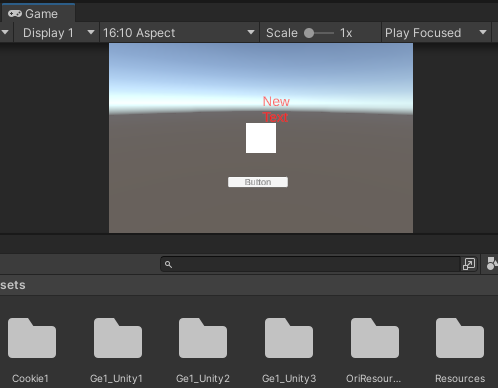 Game
Display 1 16:10 Aspect Scale 1x Play Focused
New
Text
Button
sets
Cookie1 Ge1_Unity1 Ge1_Unity2 Ge1_Unity3 OriResour... Resources